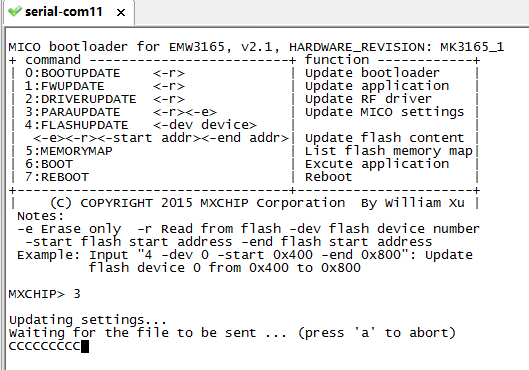 serial-com11 ×
MICO bootloader for EMW3165, v2.1, HARDWARE_REVISION: MK3165_1
+ command -------------------------+ function ------------+
| 0:BOOTUPDATE    <-r>             | Update bootloader    |
| 1:FWUPDATE      <-r>             | Update application   |
| 2:DRIVERUPDATE  <-r>             | Update RF driver     |
| 3:PARAUPDATE    <-r><-e>         | Update MICO settings |
| 4:FLASHUPDATE   <-dev device>    |
|  <-e><-r><-start addr><-end addr>| Update flash content |
| 5:MEMORYMAP                      | List flash memory map|
| 6:BOOT                           | Excute application   |
| 7:REBOOT                         | Reboot               |
+----------------------------------+----------------------+
|    (C) COPYRIGHT 2015 MXCHIP Corporation  By William Xu |
 Notes:
 -e Erase only  -r Read from flash -dev flash device number
  -start flash start address -end flash start address
 Example: Input "4 -dev 0 -start 0x400 -end 0x800": Update
          flash device 0 from 0x400 to 0x800
MXCHIP> 3
Updating settings...
Waiting for the file to be sent ... (press 'a' to abort)
CCCCCCCCC